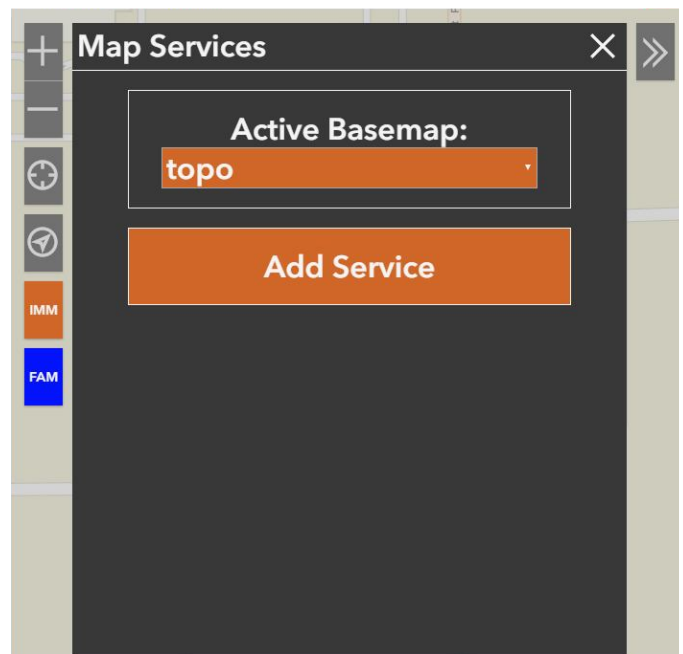 Map Services
Active Basemap:
topo
Add Service
IMM
FAM